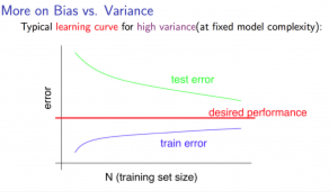 More on Bias vs. Variance
Typical learning curve for high variance(at fixed model complexity):
test error
desired performance
error
train error
N (training set size)